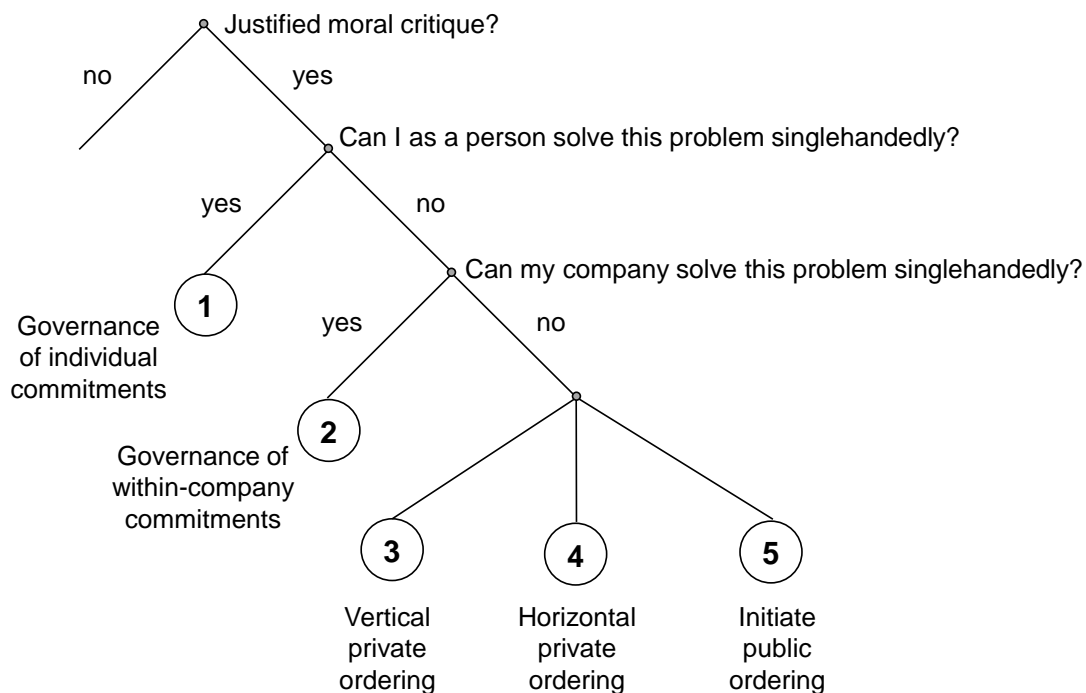 Justified moral critique?
no
yes
Can I as a person solve this problem singlehandedly?
yes
no
Can my company solve this problem singlehandedly?
1
Governance
of individual
commitments
yes
no
2
Governance of
within-company
commitments
3
4
5
Vertical
private
ordering
Horizontal
private
ordering
Initiate
public
ordering